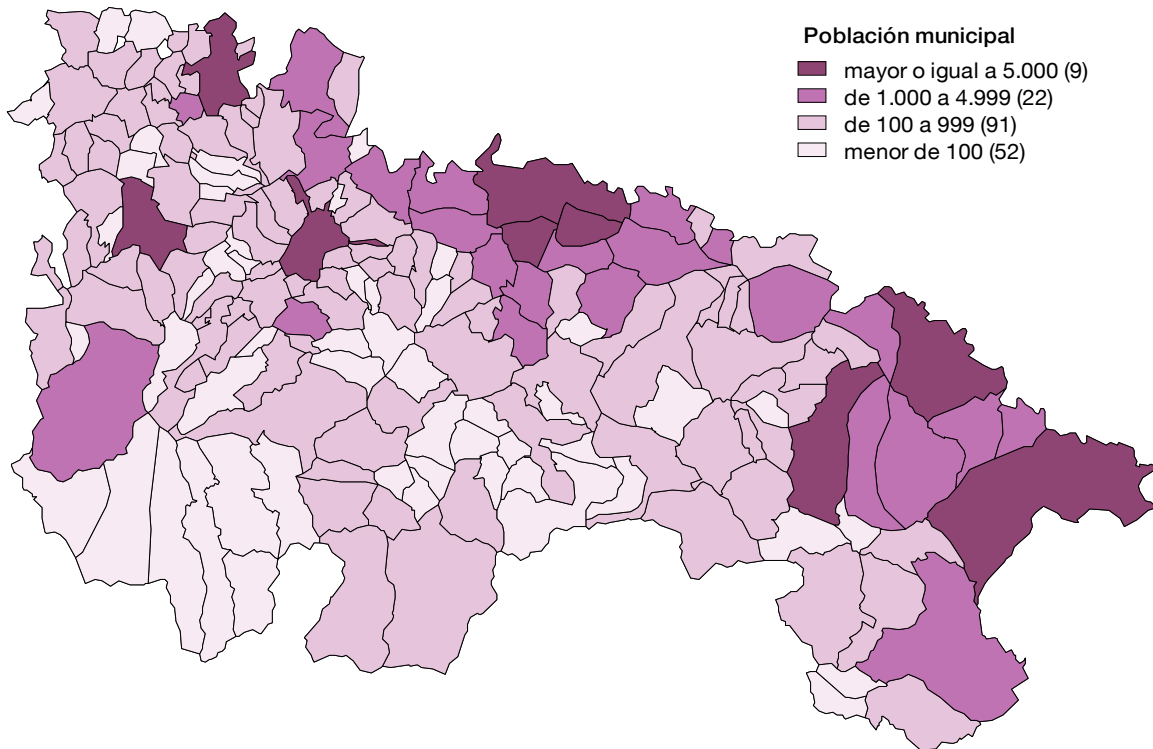 Población municipal
mayor o igual a 5.000 (9)
de 1.000 a 4.999 (22)
de 100 a 999 (91)
menor de 100 (52)